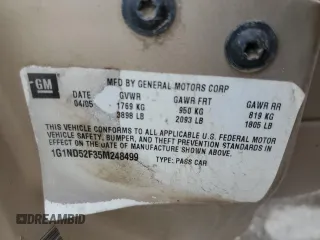 GM
MFD BY GENERAL MOTORS CORP
DATE GVWR GAWR FRT GAWR RR
04/05 1769 KG 950 KG 819 KG
3898 LB 2093 LB 1805 LB
THIS VEHICLE CONFORMS TO ALL APPLICABLE U.S. FEDERAL MOTOR
VEHICLE SAFETY, BUMPER, AND THEFT PREVENTION STANDARDS IN
EFFECT ON THE DATE OF MANUFACTURE SHOWN ABOVE.
1G1ND52F35M248499 TYPE: PASS CAR
DREAMBID